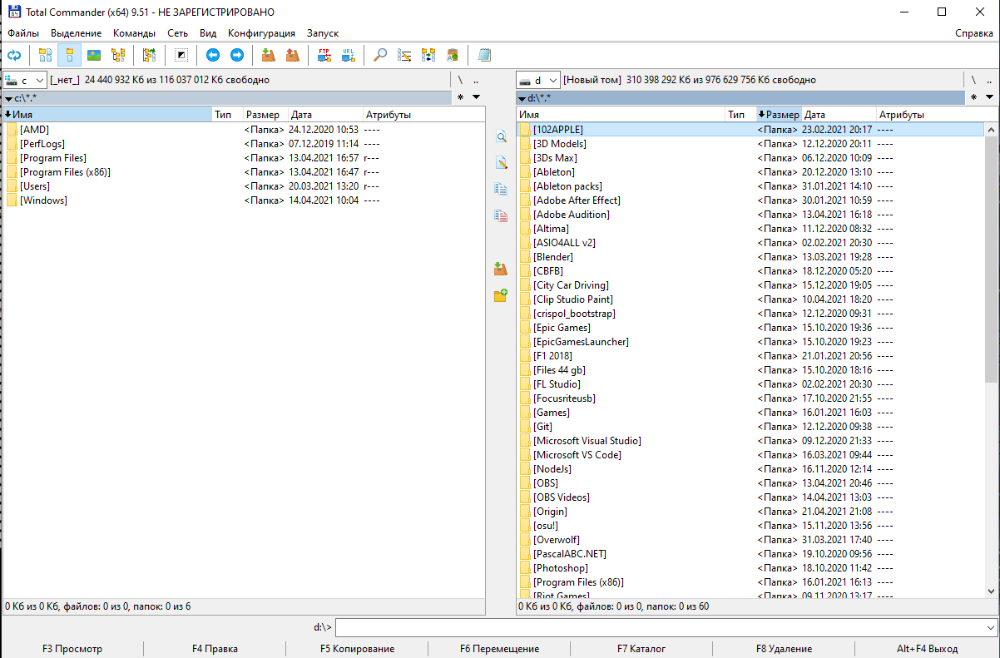 Total Commander (x64) 9.51 - НЕ ЗАРЕГИСТРИРОВАНО
Файлы Выделение Команды Сеть Вид Конфигурация Запуск Справка
FTP URL
c [_нет_] 24 440 932 Кб из 116 037 012 Кб свободно \ ..
d [Новый том] 310 398 292 Кб из 976 629 756 Кб свободно \ ..
c:\*.* *
d:\*.* *
Имя Тип Размер Дата Атрибуты
[AMD] <Папка> 24.12.2020 10:53 ----
[PerfLogs] <Папка> 07.12.2019 11:14 ----
[Program Files] <Папка> 13.04.2021 16:57 r---
[Program Files (x86)] <Папка> 13.04.2021 16:47 r---
[Users] <Папка> 20.03.2021 13:20 r---
[Windows] <Папка> 14.04.2021 10:04 ----
0 Кб из 0 Кб, файлов: 0 из 0, папок: 0 из 6
Имя Тип Размер Дата Атрибуты
[102APPLE] <Папка> 23.02.2021 20:17 ----
[3D Models] <Папка> 12.12.2020 20:11 ----
[3Ds Max] <Папка> 06.12.2020 10:09 ----
[Ableton] <Папка> 20.12.2020 13:10 ----
[Ableton packs] <Папка> 31.01.2021 14:10 ----
[Adobe After Effect] <Папка> 30.01.2021 10:59 ----
[Adobe Audition] <Папка> 13.04.2021 16:18 ----
[Altima] <Папка> 11.12.2020 08:32 ----
[ASIO4ALL v2] <Папка> 02.02.2021 20:30 ----
[Blender] <Папка> 13.03.2021 19:28 ----
[CBFB] <Папка> 18.12.2020 05:20 ----
[City Car Driving] <Папка> 15.12.2020 19:05 ----
[Clip Studio Paint] <Папка> 10.04.2021 18:20 ----
[crispol_bootstrap] <Папка> 12.12.2020 09:31 ----
[Epic Games] <Папка> 15.10.2020 19:36 ----
[EpicGamesLauncher] <Папка> 15.10.2020 19:23 ----
[F1 2018] <Папка> 21.01.2021 20:56 ----
[Files 44 gb] <Папка> 15.10.2020 18:16 ----
[FL Studio] <Папка> 02.02.2021 20:30 ----
[Focusriteusb] <Папка> 17.10.2020 21:55 ----
[Games] <Папка> 16.01.2021 16:03 ----
[Git] <Папка> 12.12.2020 09:38 ----
[Microsoft Visual Studio] <Папка> 09.12.2020 21:33 ----
[Microsoft VS Code] <Папка> 16.03.2021 09:44 ----
[NodeJs] <Папка> 16.11.2020 12:14 ----
[OBS] <Папка> 13.04.2021 20:46 ----
[OBS Videos] <Папка> 14.04.2021 13:03 ----
[Origin] <Папка> 21.04.2021 21:08 ----
[osu!] <Папка> 15.11.2020 13:56 ----
[Overwolf] <Папка> 31.03.2021 17:40 ----
[PascalABC.NET] <Папка> 19.10.2020 09:56 ----
[Photoshop] <Папка> 18.10.2020 11:42 ----
[Program Files (x86)] <Папка> 16.01.2021 16:13 ----
[Riot Games] <Папка> 09.11.2020 13:17 ----
0 Кб из 0 Кб, файлов: 0 из 0, папок: 0 из 60
d:\>
F3 Просмотр F4 Правка F5 Копирование F6 Перемещение F7 Каталог F8 Удаление Alt+F4 Выход